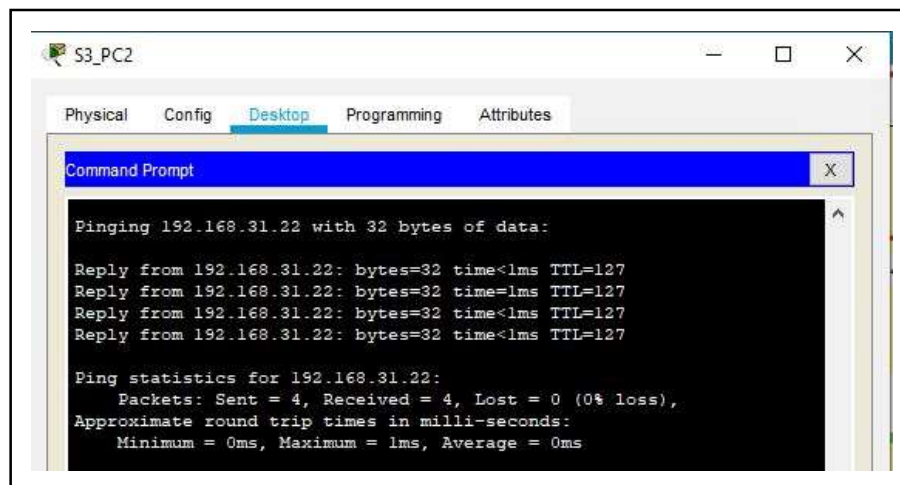 S3_PC2
Physical Config Desktop Programming Attributes
Command Prompt X
Pinging 192.168.31.22 with 32 bytes of data:
Reply from 192.168.31.22: bytes=32 time<1ms TTL=127
Reply from 192.168.31.22: bytes=32 time=1ms TTL=127
Reply from 192.168.31.22: bytes=32 time<1ms TTL=127
Reply from 192.168.31.22: bytes=32 time<1ms TTL=127
Ping statistics for 192.168.31.22:
Packets: Sent = 4, Received = 4, Lost = 0 (0% loss),
Approximate round trip times in milli-seconds:
Minimum = 0ms, Maximum = 1ms, Average = 0ms